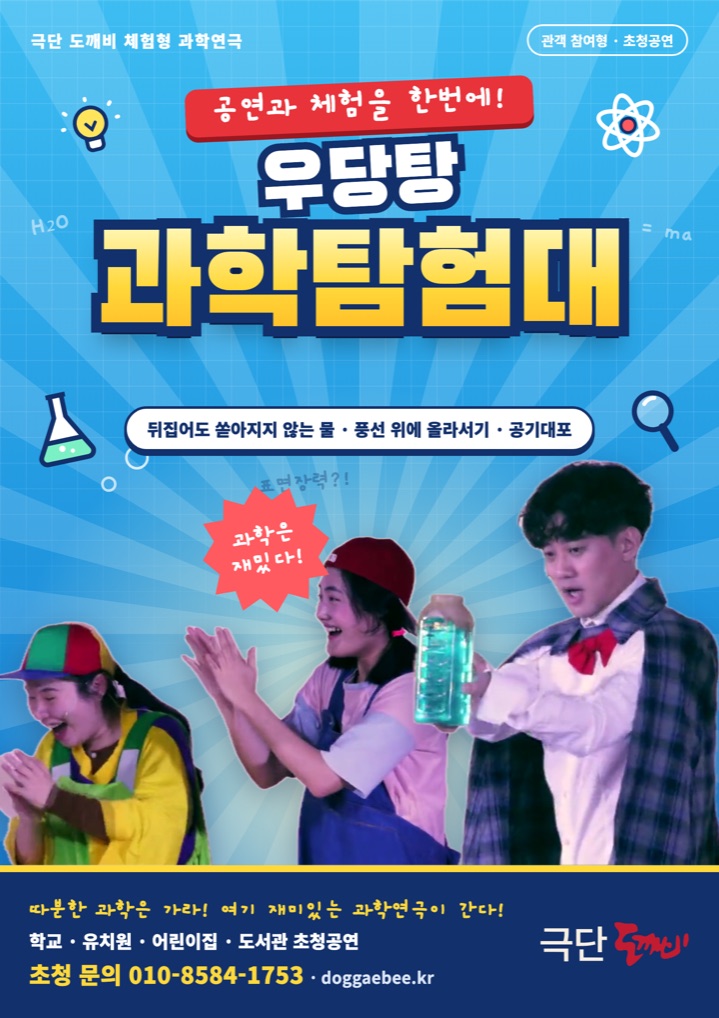 극단 도깨비 체험형 과학연극
관객 참여형 · 초청공연
공연과 체험을 한번에!
우당탕
과학탐험대
H2O
= ma
뒤집어도 쏟아지지 않는 물 · 풍선 위에 올라서기 · 공기대포
표면장력?!
과학은
재밌다!
따분한 과학은 가라! 여기 재미있는 과학연극이 간다!
학교 · 유치원 · 어린이집 · 도서관 초청공연
초청 문의 010-8584-1753 · doggaebee.kr
극단 도깨비